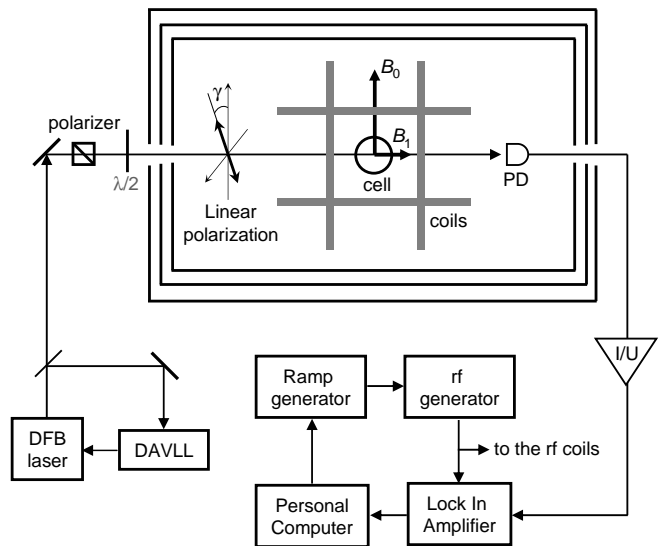 B0
γ
polarizer
B1
λ/2
cell
PD
Linear
polarization
coils
I/U
Ramp
generator
rf
generator
DFB
laser
DAVLL
to the rf coils
Personal
Computer
Lock In
Amplifier